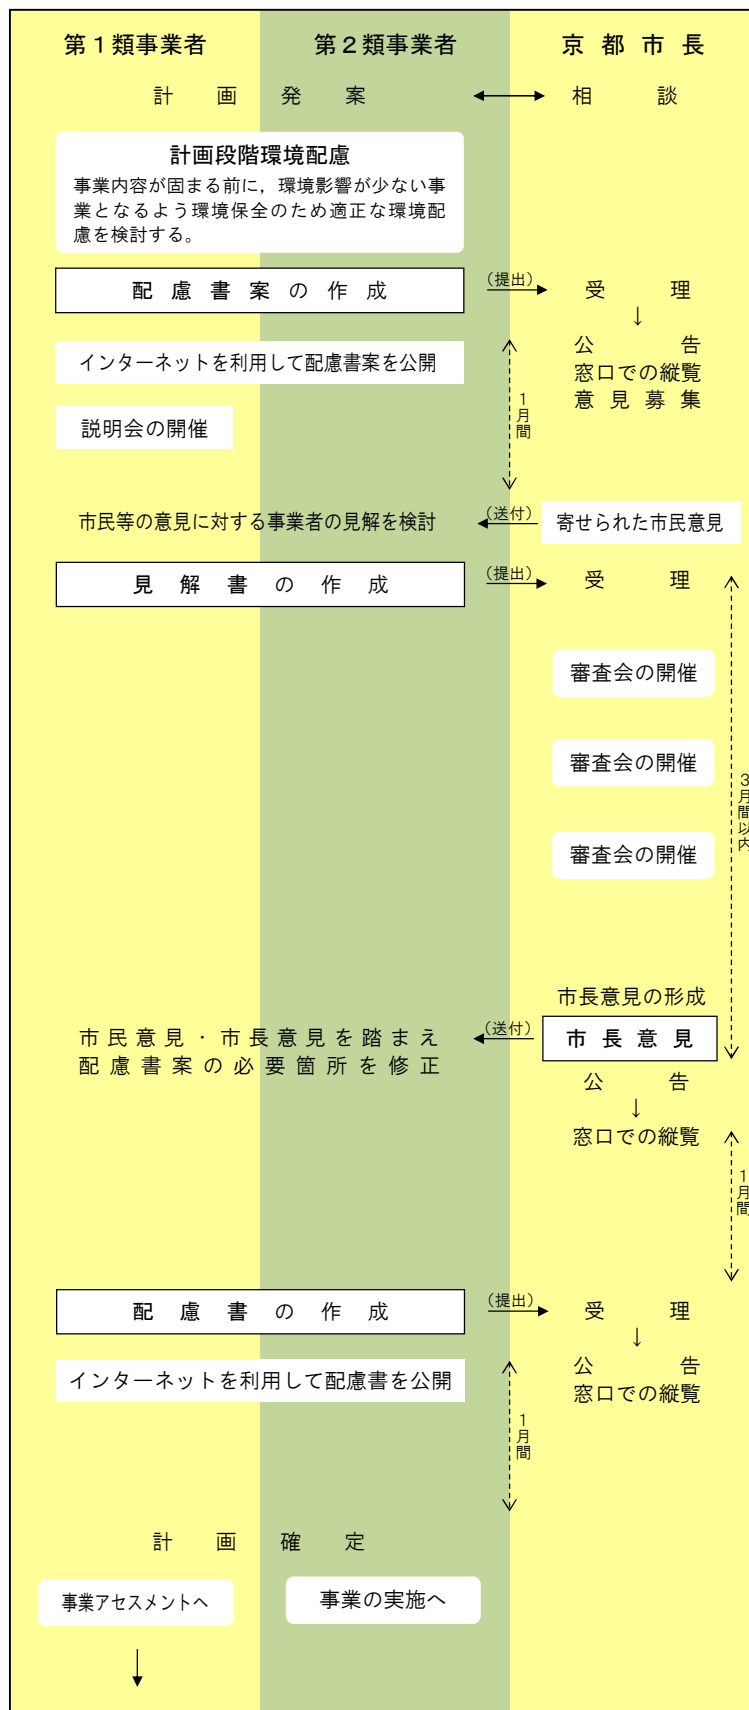 第１類事業者
第２類事業者
京都市長
計画発案
相談
計画段階環境配慮
事業内容が固まる前に，環境影響が少ない事
業となるよう環境保全のため適正な環境配
慮を検討する。
配慮書案の作成
（提出）
受理
↓
公告
インターネットを利用して配慮書案を公開
窓口での縦覧
意見募集
1月間
説明会の開催
市民等の意見に対する事業者の見解を検討
（送付）
寄せられた市民意見
見解書の作成
（提出）
受理
審査会の開催
審査会の開催
3月間以内
審査会の開催
市長意見の形成
市民意見・市長意見を踏まえ
（送付）
市長意見
配慮書案の必要箇所を修正
公告
↓
窓口での縦覧
1月間
配慮書の作成
（提出）
受理
↓
公告
インターネットを利用して配慮書を公開
窓口での縦覧
1月間
計画確定
事業アセスメントへ
事業の実施へ